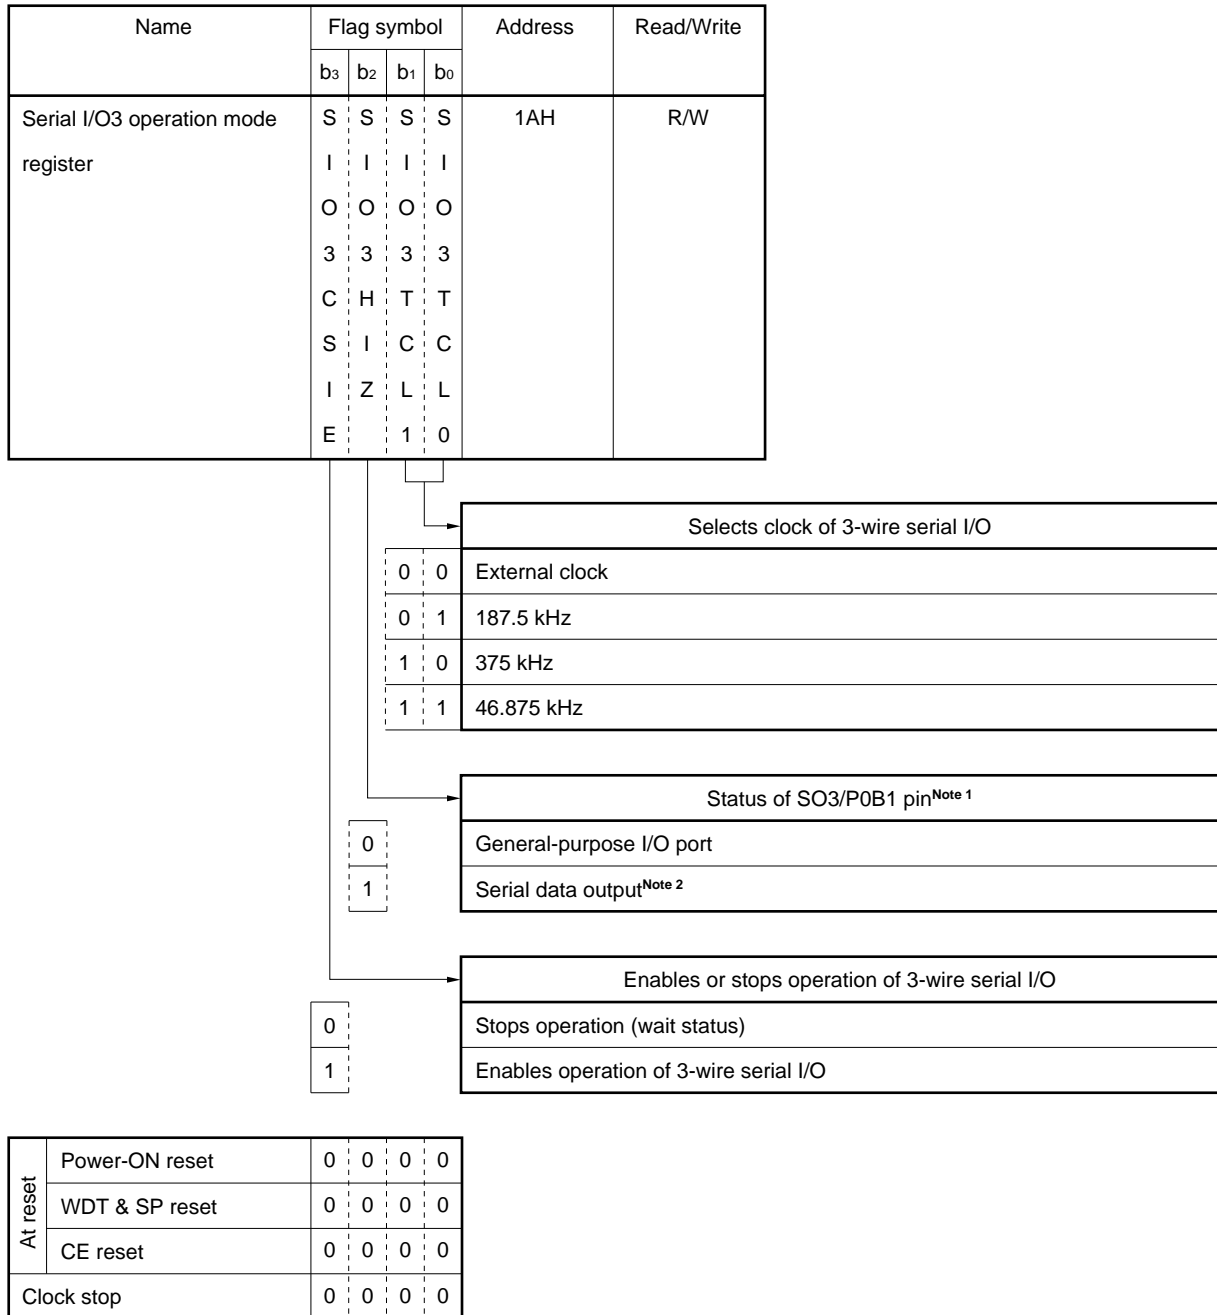 Name Flag symbol Address Read/Write
b3 b2 b1 b0
Serial I/O3 operation mode S S S S 1AH R/W
register I I I I
O O O O
3 3 3 3
C H T T
S I C C
I Z L L
E 1 0
Selects clock of 3-wire serial I/O
0 0 External clock
0 1 187.5 kHz
1 0 375 kHz
1 1 46.875 kHz
Status of SO3/P0B1 pinNote 1
0 General-purpose I/O port
1 Serial data outputNote 2
Enables or stops operation of 3-wire serial I/O
0 Stops operation (wait status)
1 Enables operation of 3-wire serial I/O
At reset
Power-ON reset 0 0 0 0
WDT & SP reset 0 0 0 0
CE reset 0 0 0 0
Clock stop 0 0 0 0